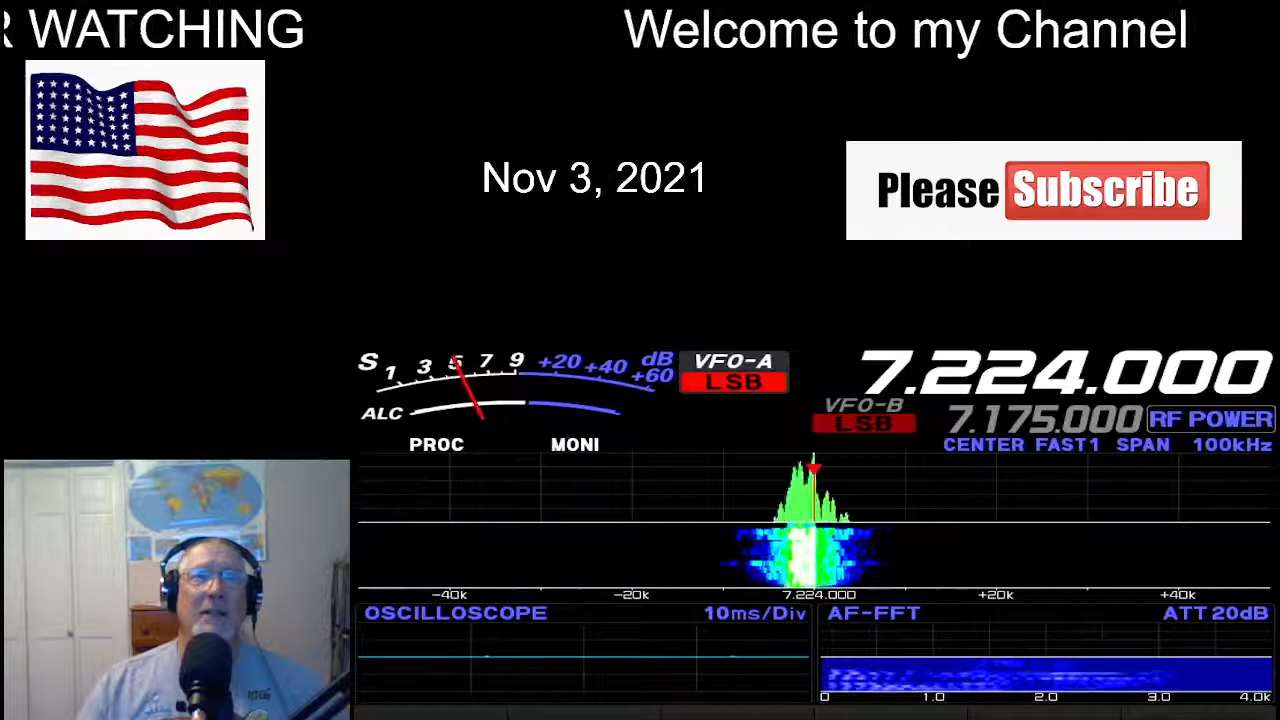 R WATCHING
Welcome to my Channel
Nov 3, 2021
Please Subscribe
S 1 3 5 7 9 +20 +40 +60 dB
ALC
PROC MONI
VFO-A
LSB
7.224.000
VFO-B
LSB
7.175.000
RF POWER
CENTER FAST1 SPAN 100kHz
-40k -20k 7.224.000 +20k +40k
OSCILLOSCOPE 10ms/Div
AF-FFT ATT 20dB
0 1.0 2.0 3.0 4.0k